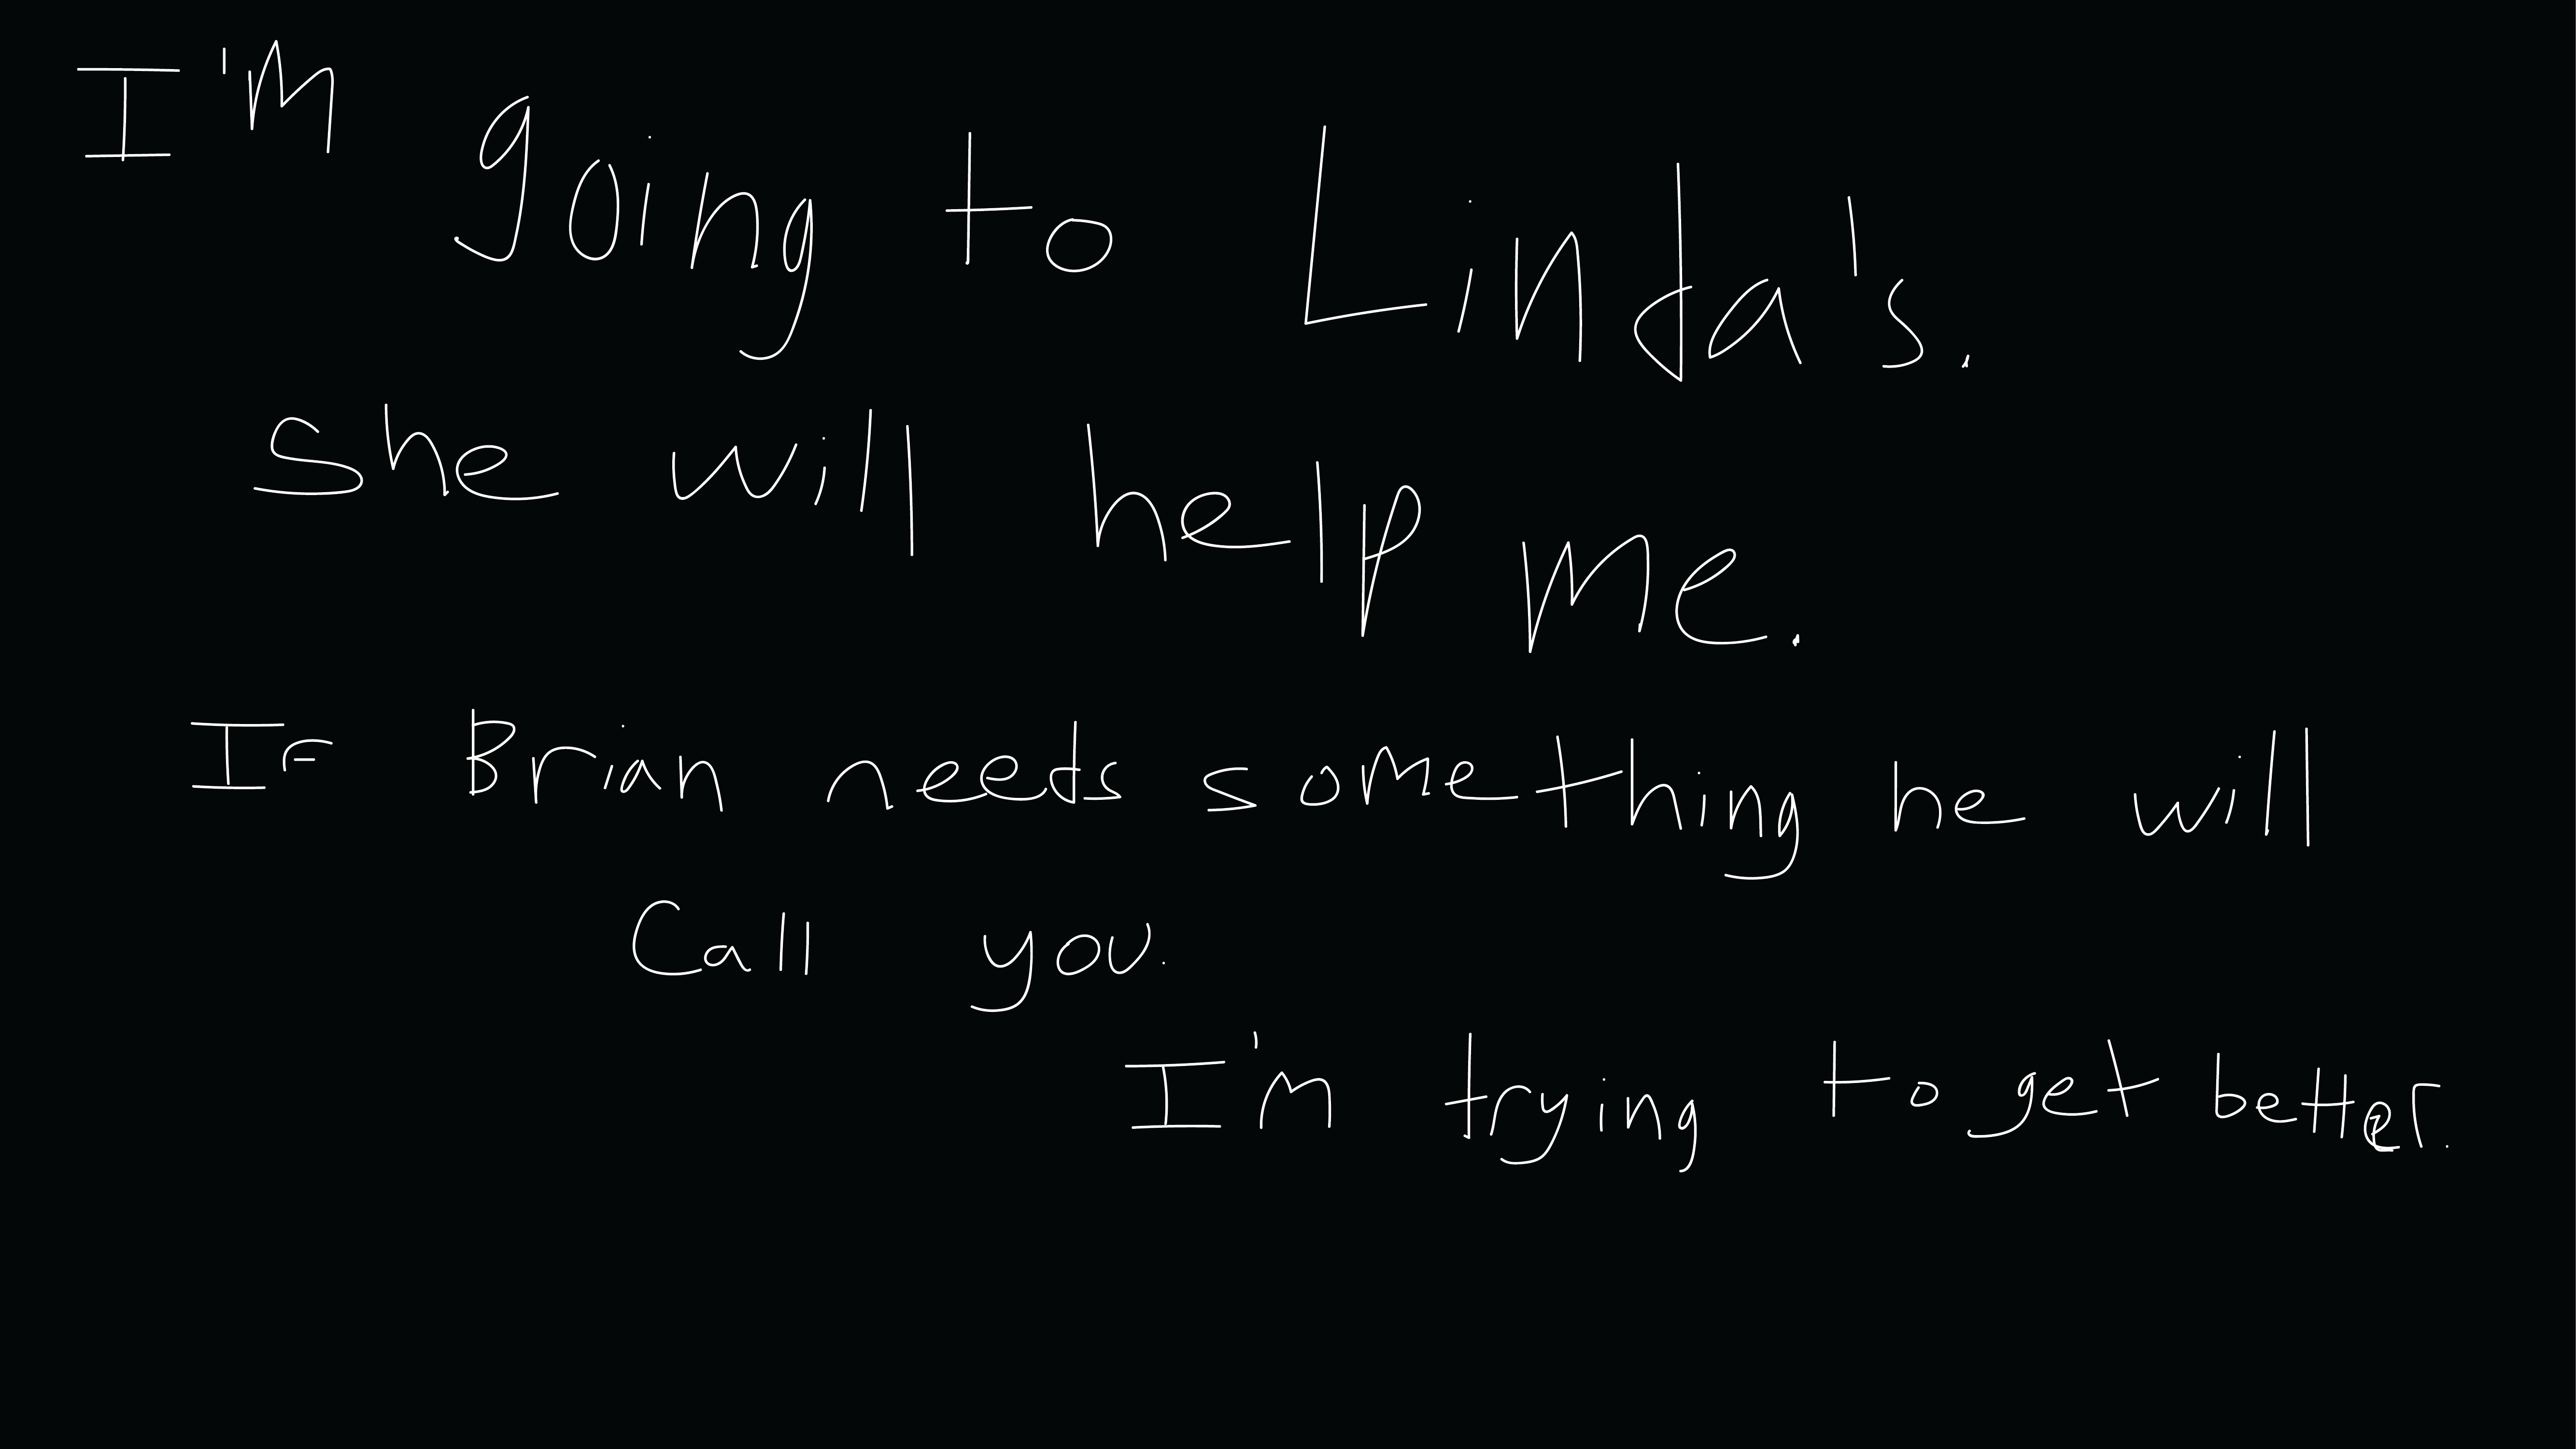 I'm going to Linda's.
She will help me.
If Brian needs something he will
Call you.
I'm trying to get better.